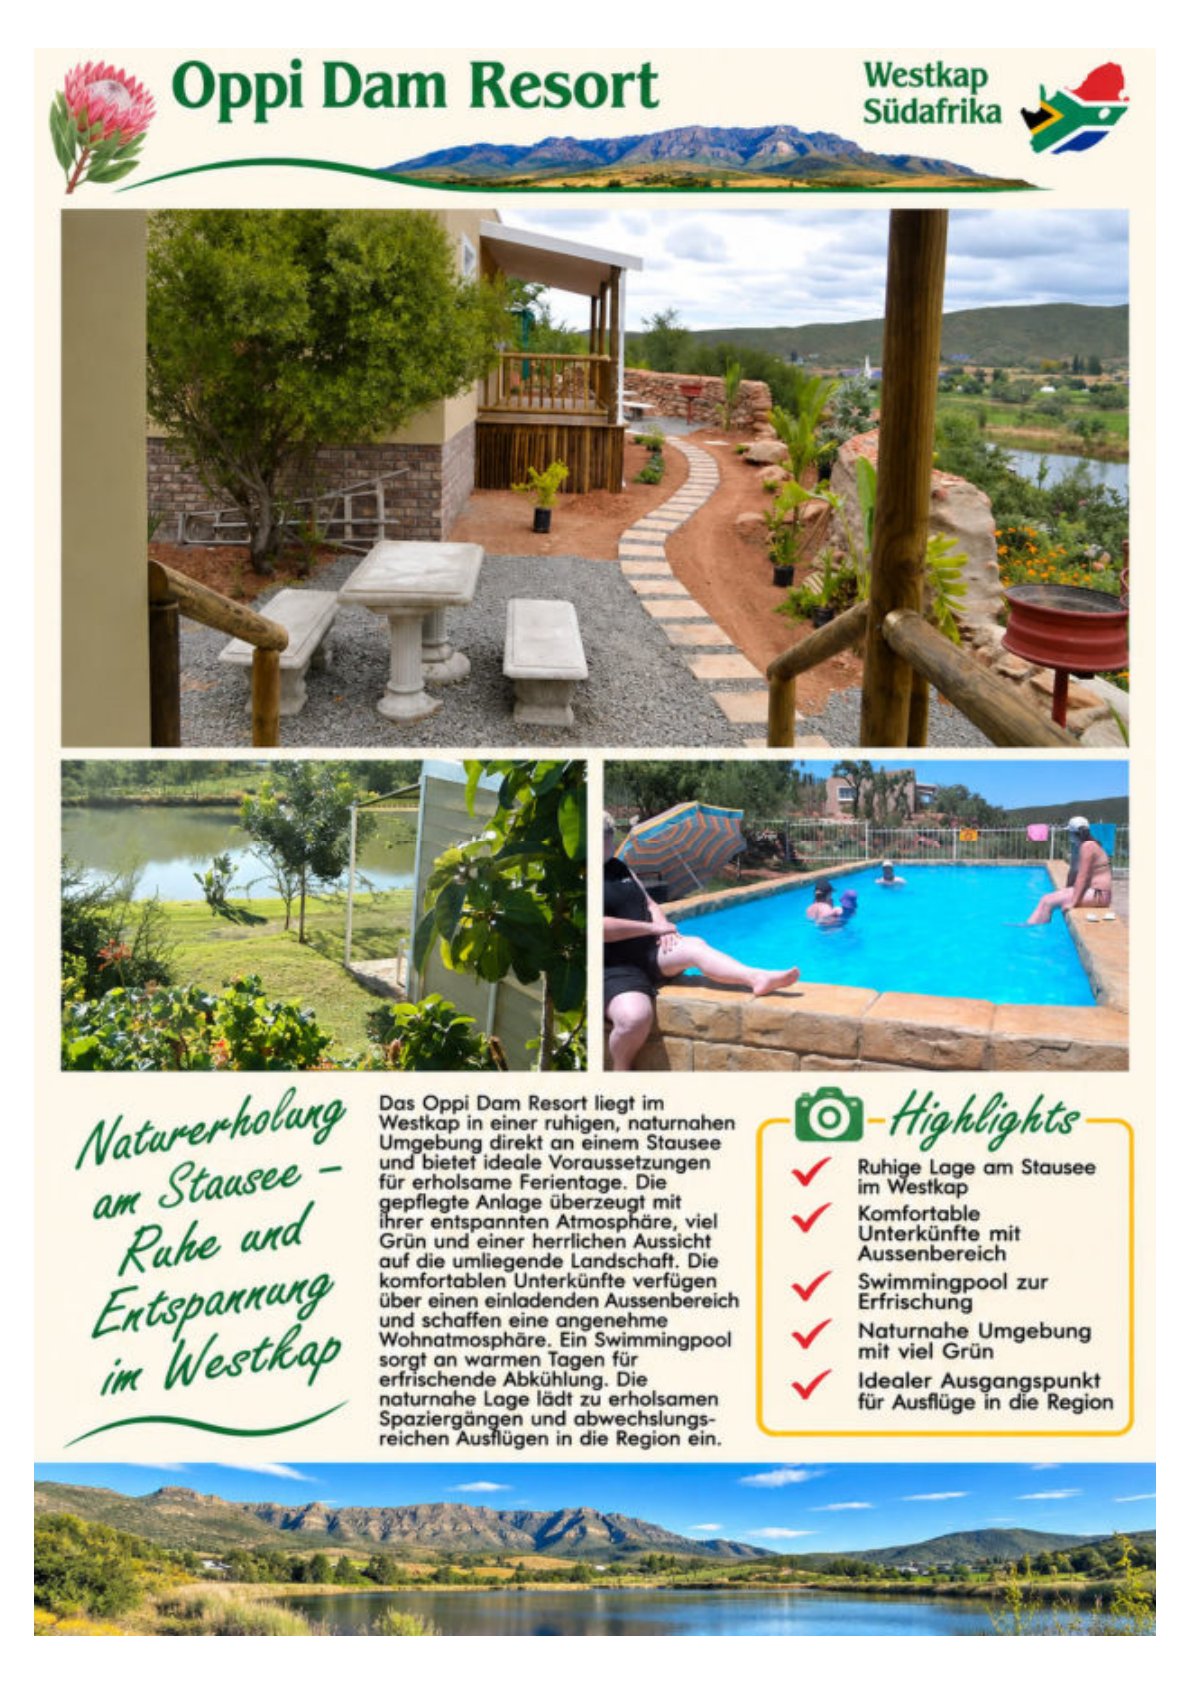 Oppi Dam Resort
Westkap
Südafrika
Naturerholung
am Stausee –
Ruhe und
Entspannung
im Westkap
Das Oppi Dam Resort liegt im
Westkap in einer ruhigen, naturnahen
Umgebung direkt an einem Stausee
und bietet ideale Voraussetzungen
für erholsame Ferientage. Die
gepflegte Anlage überzeugt mit
ihrer entspannten Atmosphäre, viel
Grün und einer herrlichen Aussicht
auf die umliegende Landschaft. Die
komfortablen Unterkünfte verfügen
über einen einladenden Aussenbereich
und schaffen eine angenehme
Wohnatmosphäre. Ein Swimmingpool
sorgt an warmen Tagen für
erfrischende Abkühlung. Die
naturnahe Lage lädt zu erholsamen
Spaziergängen und abwechslungs-
reichen Ausflügen in die Region ein.
Highlights
Ruhige Lage am Stausee
im Westkap
Komfortable
Unterkünfte mit
Aussenbereich
Swimmingpool zur
Erfrischung
Naturnahe Umgebung
mit viel Grün
Idealer Ausgangspunkt
für Ausflüge in die Region